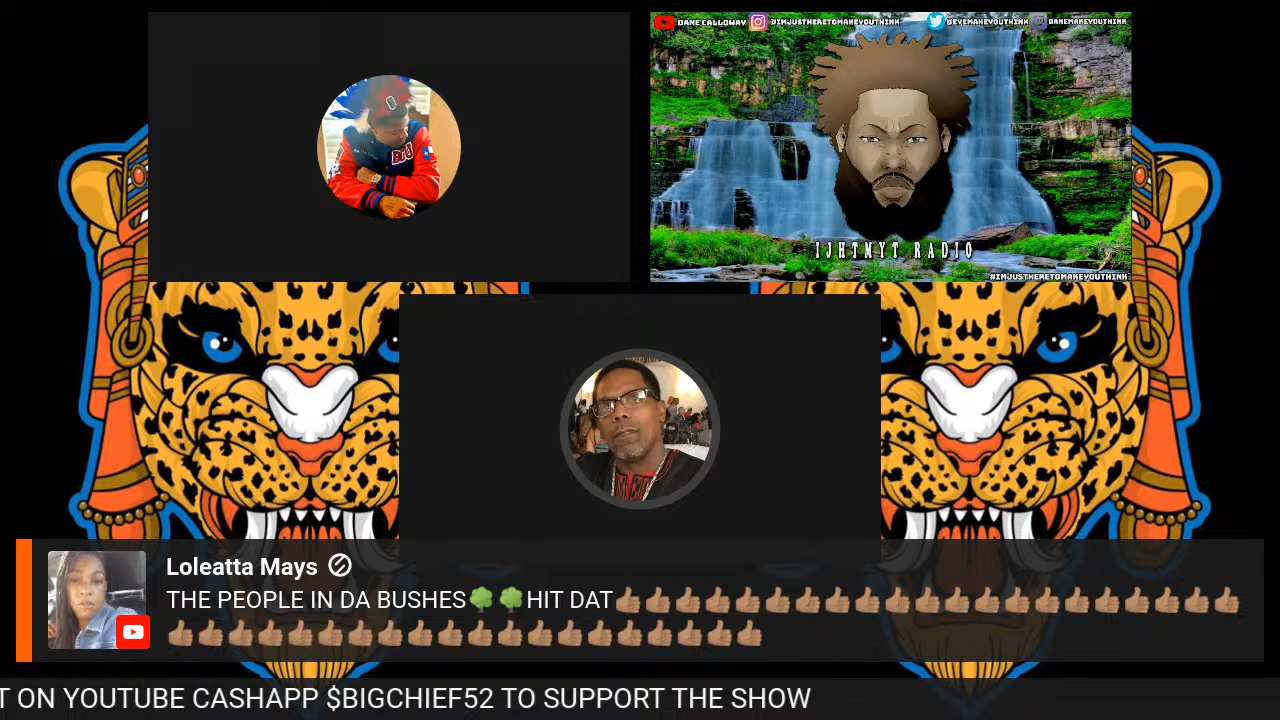 DANE CALLOWAY @IMJUSTHERETOMAKEYOUTHINK @EYEMAKEYOUTHINK DANEMAKEYOUTHINK
IJHTMYT RADIO
#IMJUSTHERETOMAKEYOUTHINK
Loleatta Mays
THE PEOPLE IN DA BUSHES🍀 🍀HIT DAT👍🏽👍🏽👍🏽👍🏽👍🏽👍🏽👍🏽👍🏽👍🏽👍🏽👍🏽👍🏽👍🏽👍🏽👍🏽👍🏽👍🏽👍🏽👍🏽👍🏽👍🏽
👍🏽👍🏽👍🏽👍🏽👍🏽👍🏽👍🏽👍🏽👍🏽👍🏽👍🏽👍🏽👍🏽👍🏽👍🏽👍🏽👍🏽👍🏽👍🏽👍🏽
T ON YOUTUBE CASHAPP $BIGCHIEF52 TO SUPPORT THE SHOW